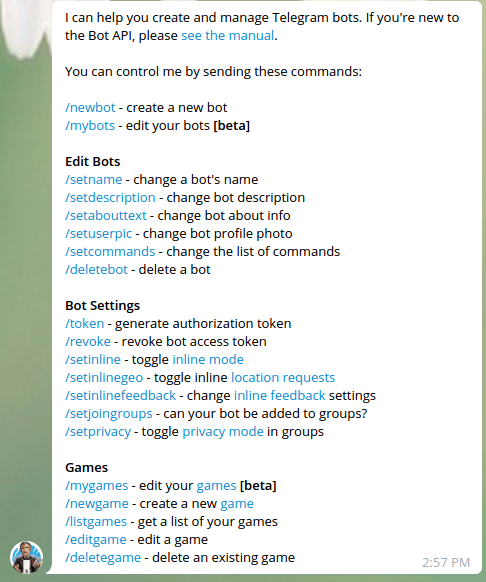 I can help you create and manage Telegram bots. If you're new to
the Bot API, please see the manual.
You can control me by sending these commands:
/newbot - create a new bot
/mybots - edit your bots [beta]
Edit Bots
/setname - change a bot's name
/setdescription - change bot description
/setabouttext - change bot about info
/setuserpic - change bot profile photo
/setcommands - change the list of commands
/deletebot - delete a bot
Bot Settings
/token - generate authorization token
/revoke - revoke bot access token
/setinline - toggle inline mode
/setinlinegeo - toggle inline location requests
/setinlinefeedback - change inline feedback settings
/setjoingroups - can your bot be added to groups?
/setprivacy - toggle privacy mode in groups
Games
/mygames - edit your games [beta]
/newgame - create a new game
/listgames - get a list of your games
/editgame - edit a game
/deletegame - delete an existing game
2:57 PM